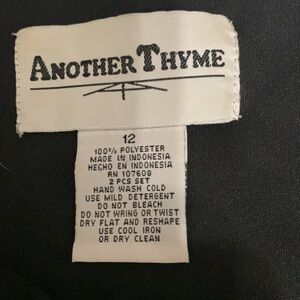 ANOTHER THYME
12
100% POLYESTER
MADE IN INDONESIA
HECHO EN INDONESIA
RN 107608
2 PCS SET
HAND WASH COLD
USE MILD DETERGENT
DO NOT BLEACH
DO NOT WRING OR TWIST
DRY FLAT AND RESHAPE
USE COOL IRON
OR DRY CLEAN